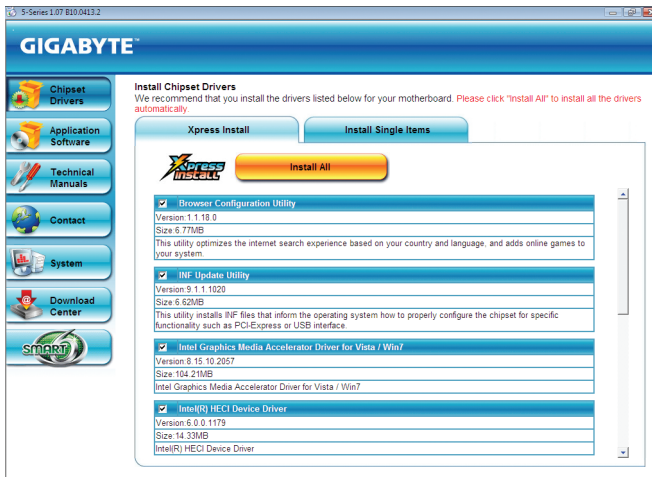 5-Series 1.07 B10.0413.2
GIGABYTE™
Chipset
Drivers
Application
Software
Technical
Manuals
Contact
System
Download
Center
SMART
Install Chipset Drivers
We recommend that you install the drivers listed below for your motherboard. Please click "Install All" to install all the drivers
automatically.
Xpress Install
Install Single Items
Xpress
Install
Install All
Browser Configuration Utility
Version:1.1.18.0
Size:6.77MB
This utility optimizes the internet search experience based on your country and language, and adds online games to
your system.
INF Update Utility
Version:9.1.1.1020
Size:6.62MB
This utility installs INF files that inform the operating system how to properly configure the chipset for specific
functionality such as PCI-Express or USB interface.
Intel Graphics Media Accelerator Driver for Vista / Win7
Version:8.15.10.2057
Size:104.21MB
Intel Graphics Media Accelerator Driver for Vista / Win7
Intel(R) HECI Device Driver
Version:6.0.0.1179
Size:14.33MB
Intel(R) HECI Device Driver